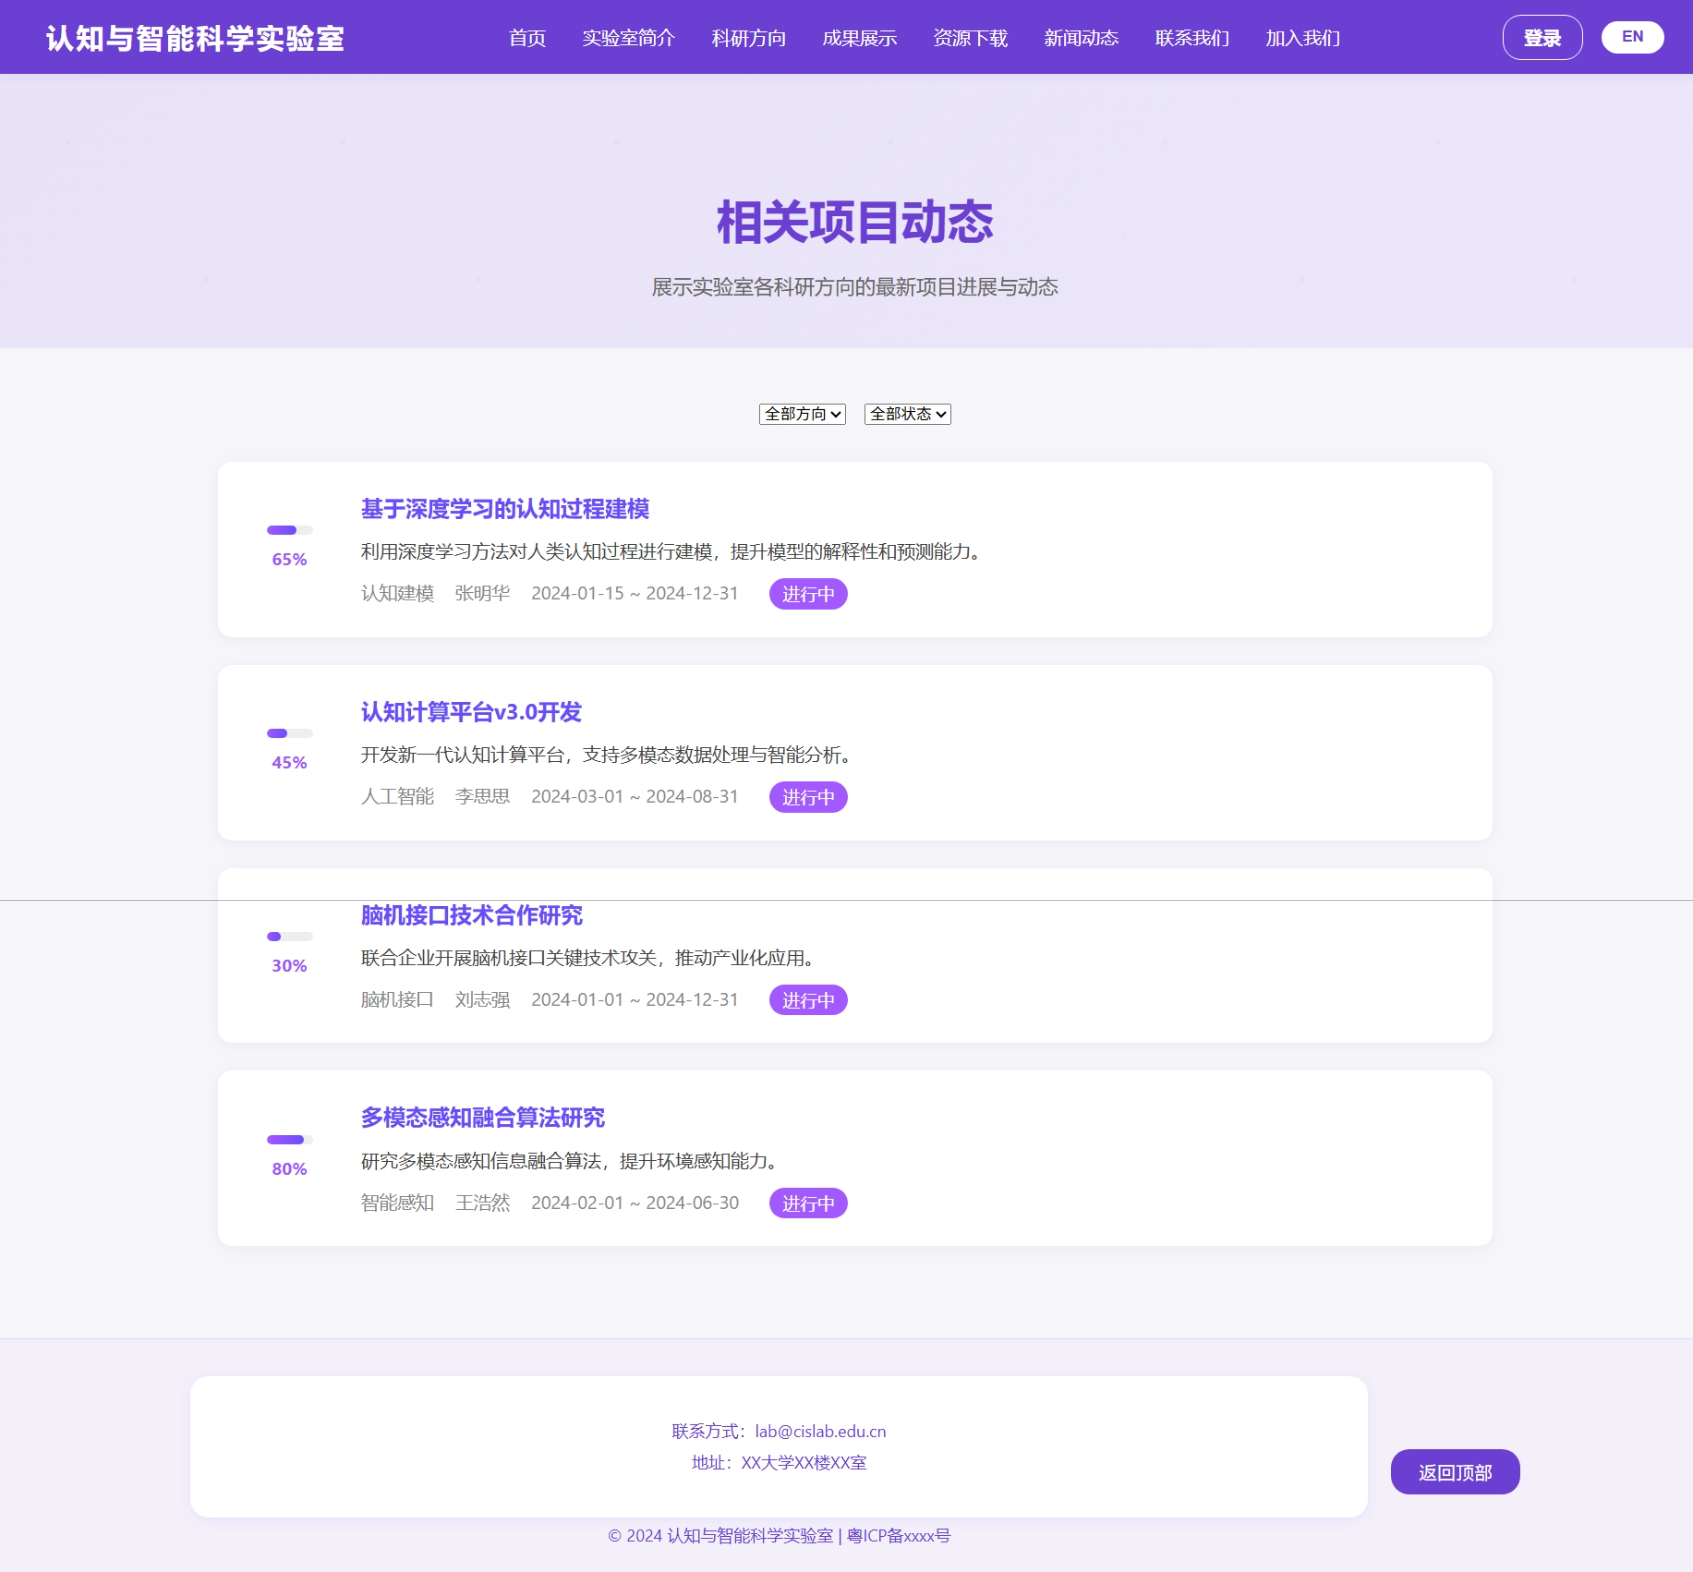 认知与智能科学实验室
首页 实验室简介 科研方向 成果展示 资源下载 新闻动态 联系我们 加入我们
登录 EN
相关项目动态
展示实验室各科研方向的最新项目进展与动态
全部方向 全部状态
基于深度学习的认知过程建模
65%
利用深度学习方法对人类认知过程进行建模，提升模型的解释性和预测能力。
认知建模 张明华 2024-01-15 ~ 2024-12-31 进行中
认知计算平台v3.0开发
45%
开发新一代认知计算平台，支持多模态数据处理与智能分析。
人工智能 李思思 2024-03-01 ~ 2024-08-31 进行中
脑机接口技术合作研究
30%
联合企业开展脑机接口关键技术攻关，推动产业化应用。
脑机接口 刘志强 2024-01-01 ~ 2024-12-31 进行中
多模态感知融合算法研究
80%
研究多模态感知信息融合算法，提升环境感知能力。
智能感知 王浩然 2024-02-01 ~ 2024-06-30 进行中
联系方式：lab@cislab.edu.cn
地址：XX大学XX楼XX室
返回顶部
© 2024 认知与智能科学实验室 | 粤ICP备xxxx号